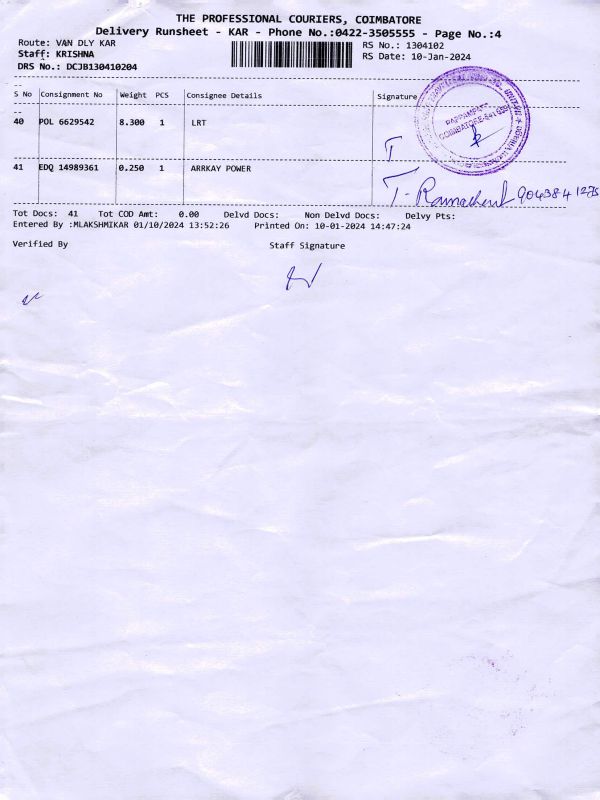 THE PROFESSIONAL COURIERS, COIMBATORE
Delivery Runsheet - KAR - Phone No.:0422-3505555 - Page No.:4
Route: VAN DLY KAR
Staff: KRISHNA
DRS No.: DCJB130410204
RS No.: 1304102
RS Date: 10-Jan-2024
S No Consignment No Weight PCS Consignee Details Signature
40 POL 6629542 8.300 1 LRT
PAPPAMPATTI
COIMBATORE-641
T
41 EDQ 14989361 0.250 1 ARRKAY POWER
T. 9043841275
Tot Docs: 41 Tot COD Amt: 0.00 Delvd Docs: Non Delvd Docs: Delvy Pts:
Entered By :MLAKSHMIKAR 01/10/2024 13:52:26 Printed On: 10-01-2024 14:47:24
Verified By Staff Signature